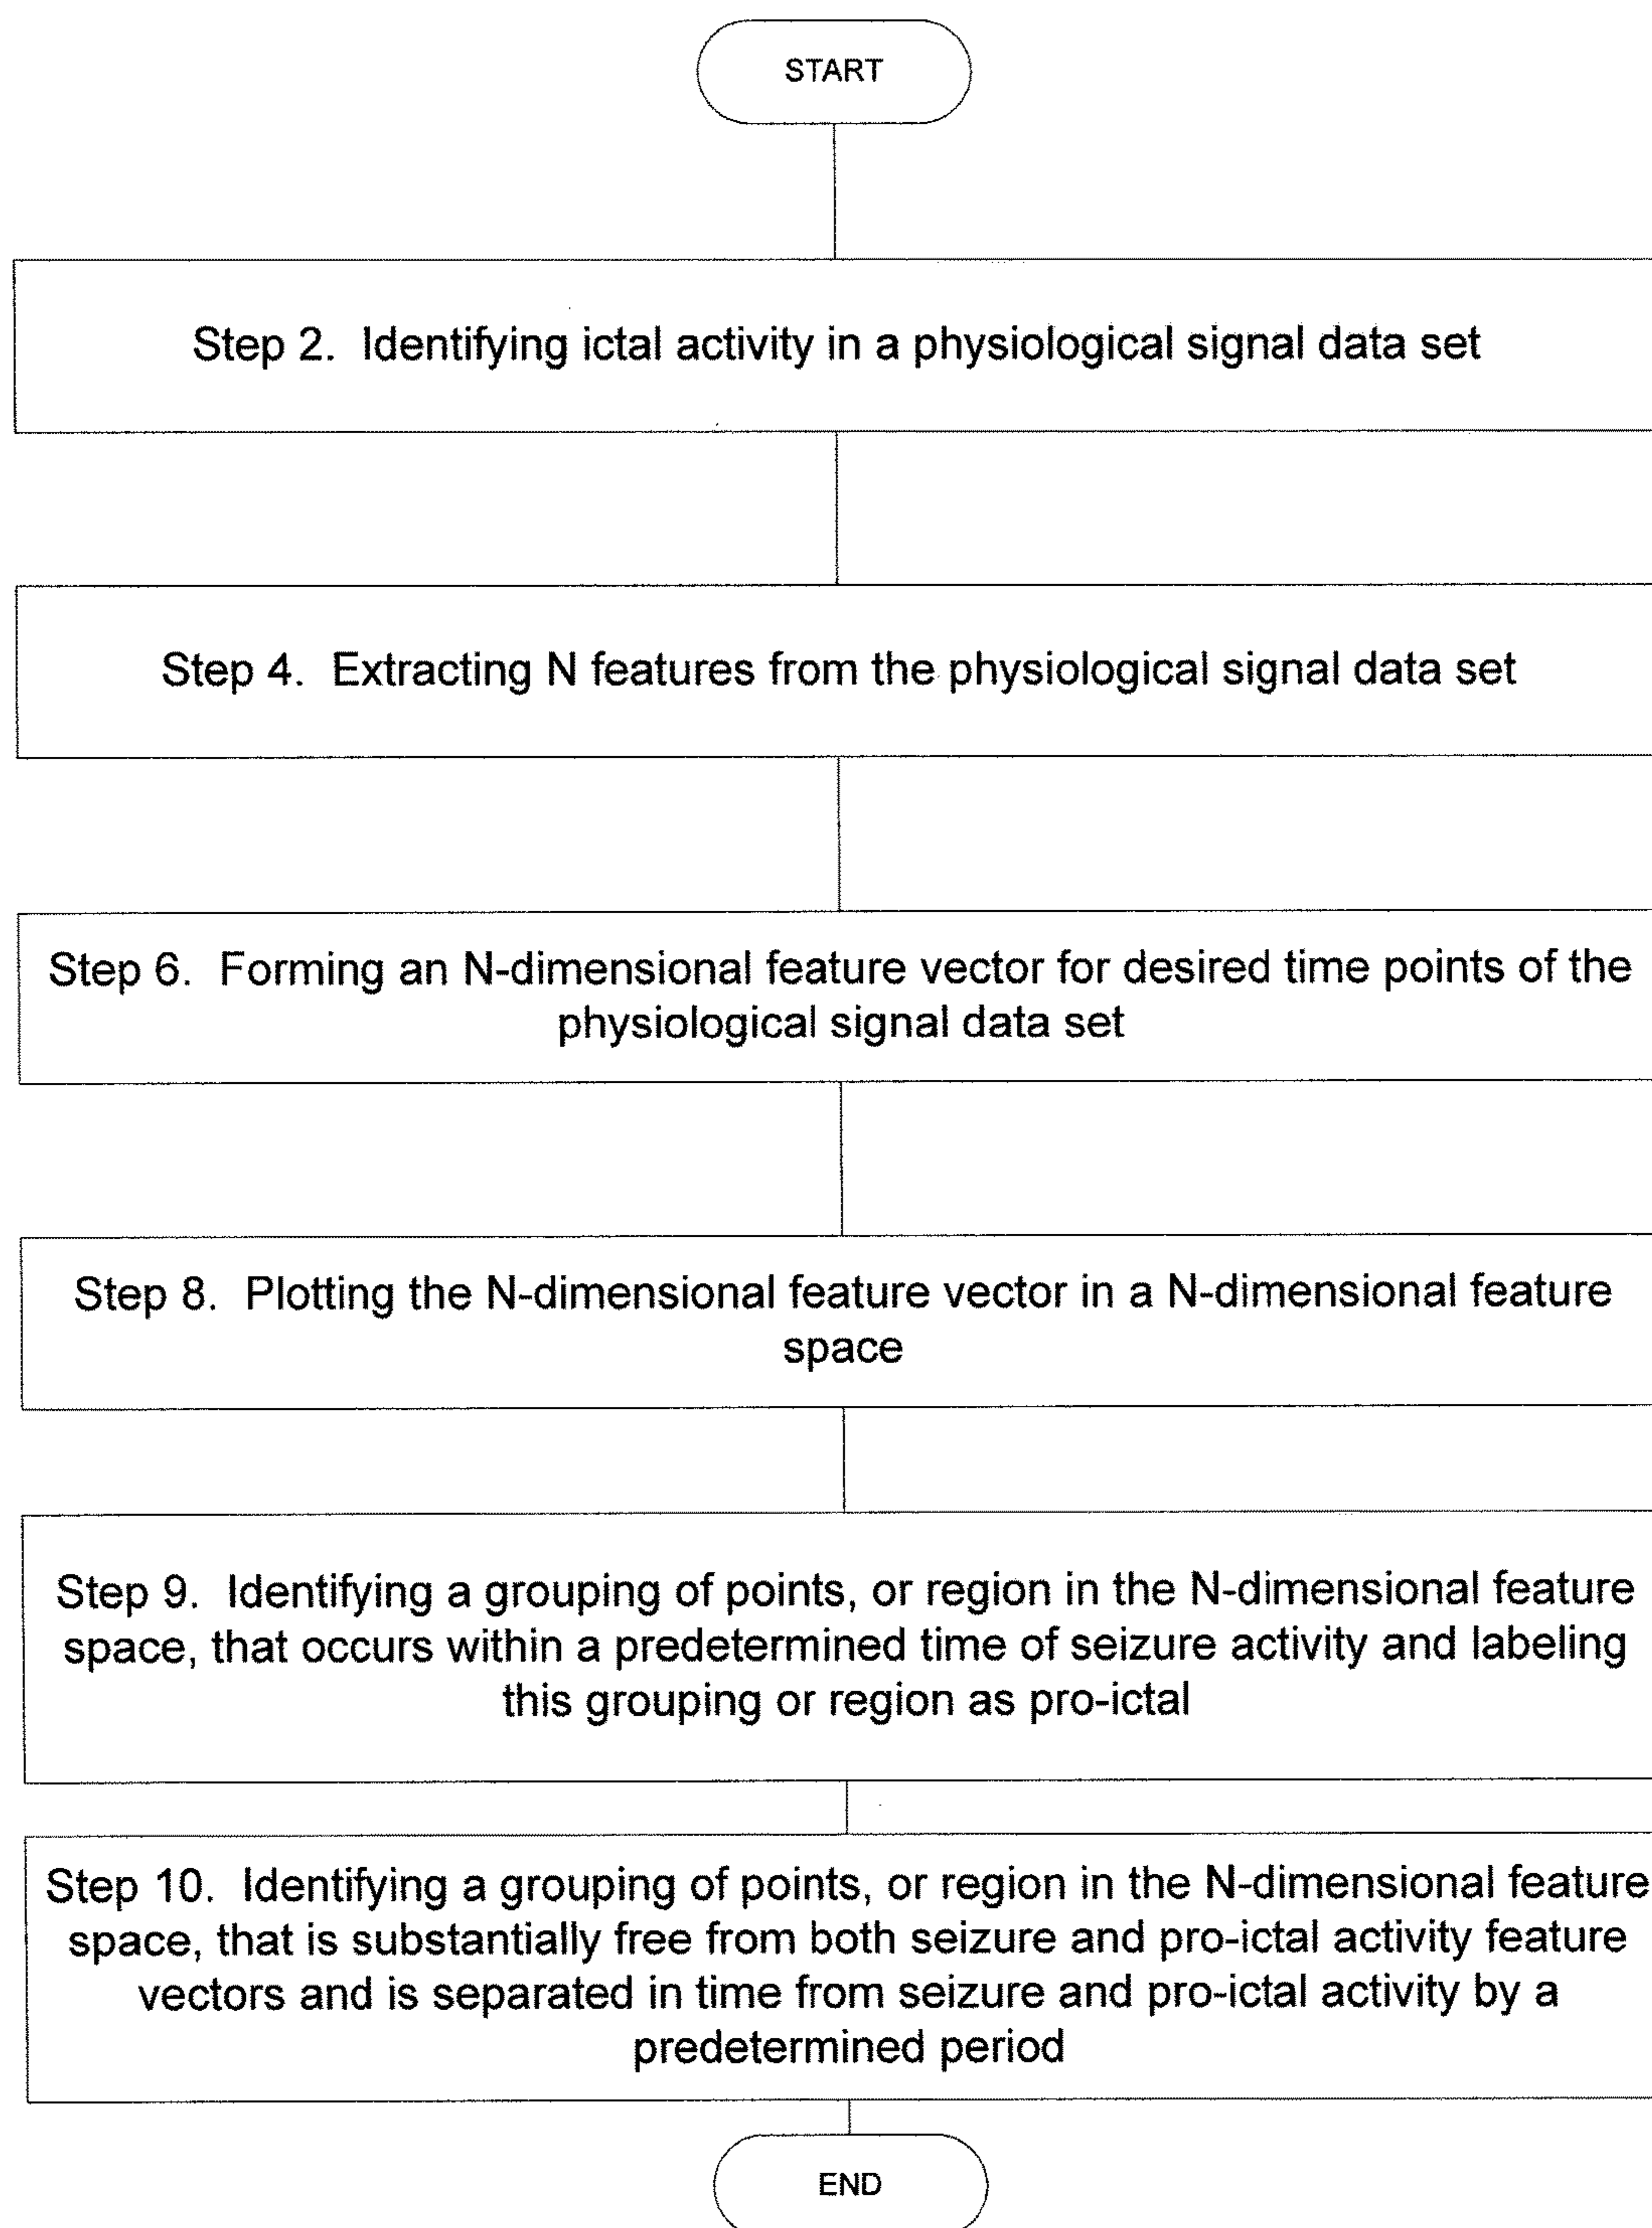 START
Step 2. Identifying ictal activity in a physiological signal data set
Step 4. Extracting N features from the physiological signal data set
Step 6. Forming an N-dimensional feature vector for desired time points of the
physiological signal data set
Step 8. Plotting the N-dimensional feature vector in a N-dimensional feature
space
Step 9. Identifying a grouping of points, or region in the N-dimensional feature
space, that occurs within a predetermined time of seizure activity and labeling
this grouping or region as pro-ictal
Step 10. Identifying a grouping of points, or region in the N-dimensional feature
space, that is substantially free from both seizure and pro-ictal activity feature
vectors and is separated in time from seizure and pro-ictal activity by a
predetermined period
END